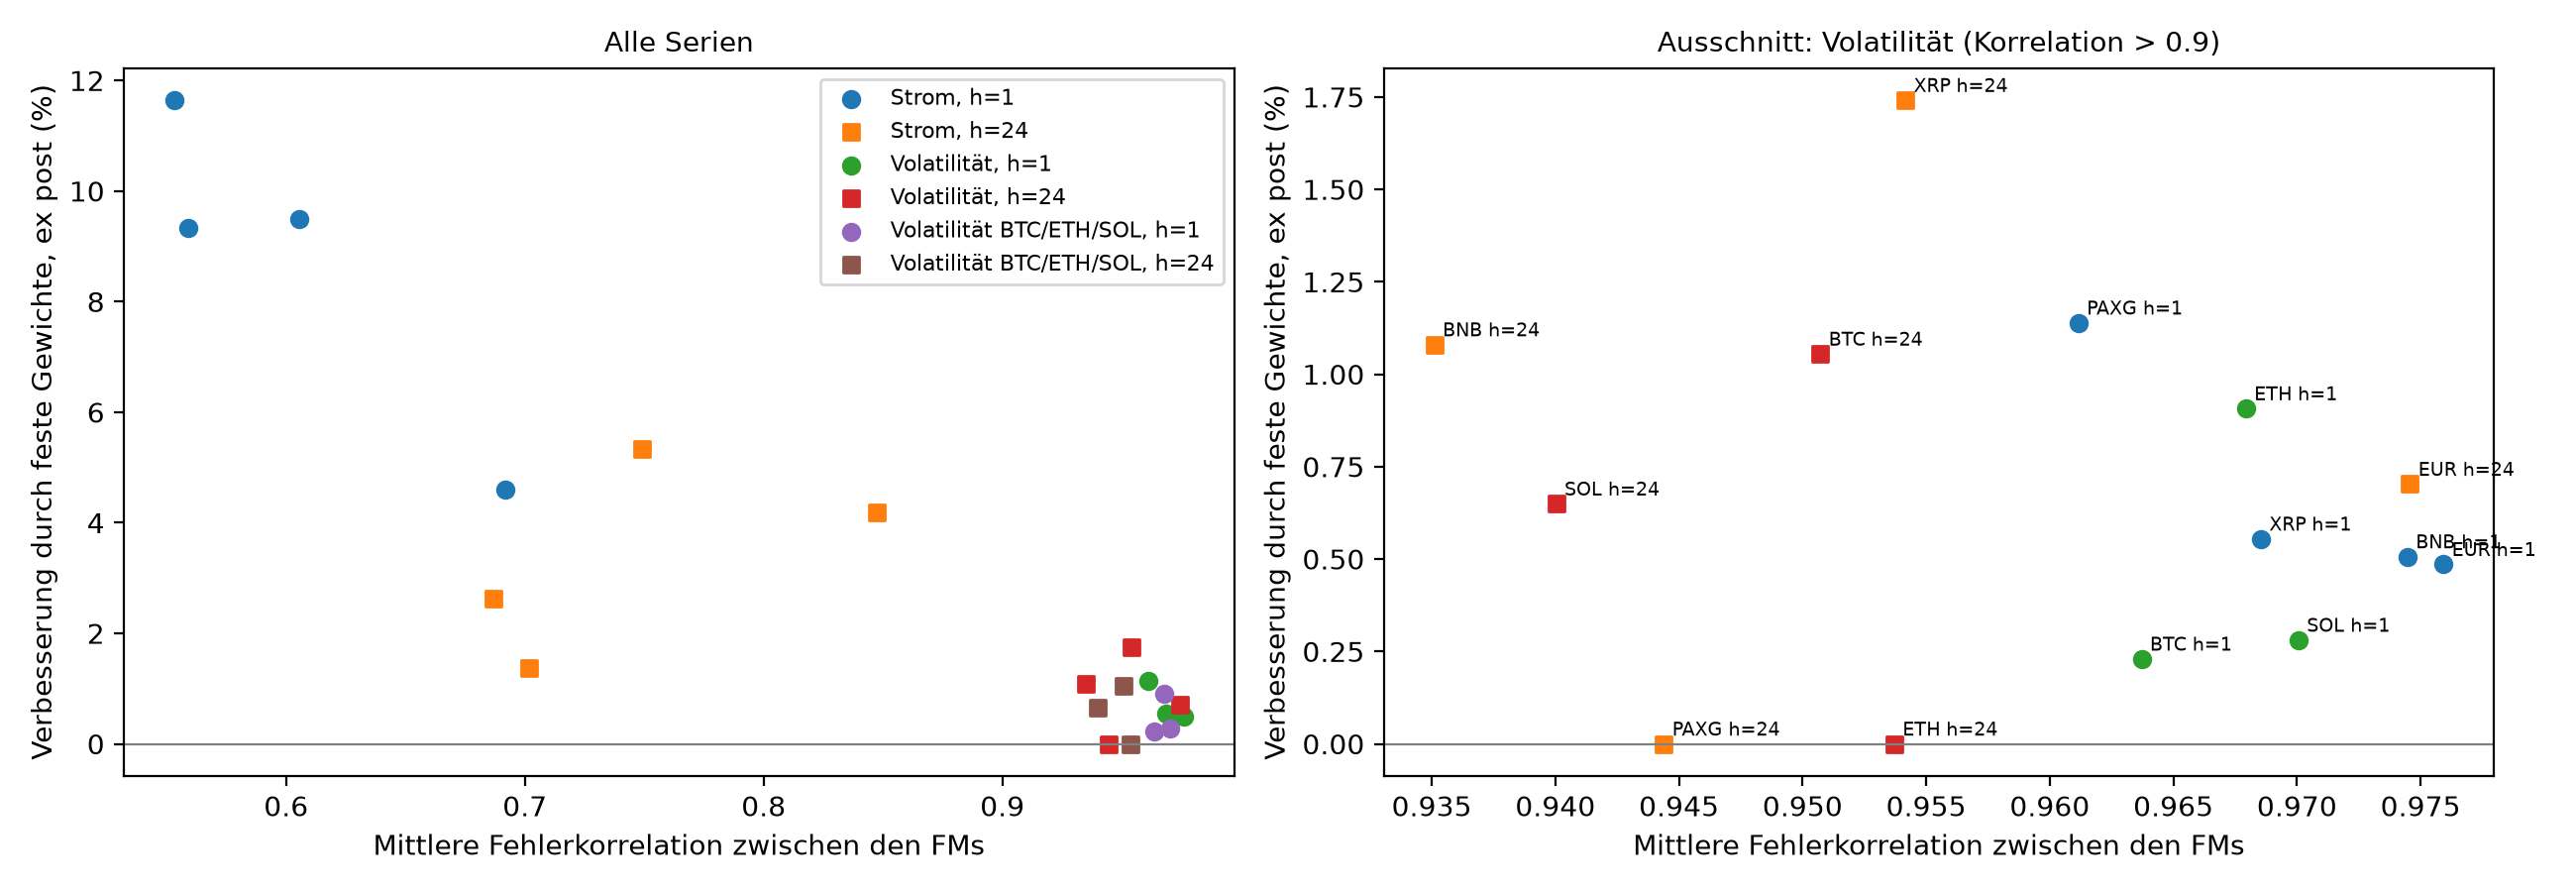 Alle Serien
Verbesserung durch feste Gewichte, ex post (%)
12
10
8
6
4
2
0
Strom, h=1
Strom, h=24
Volatilität, h=1
Volatilität, h=24
Volatilität BTC/ETH/SOL, h=1
Volatilität BTC/ETH/SOL, h=24
0.6 0.7 0.8 0.9
Mittlere Fehlerkorrelation zwischen den FMs
Ausschnitt: Volatilität (Korrelation > 0.9)
Verbesserung durch feste Gewichte, ex post (%)
1.75
1.50
1.25
1.00
0.75
0.50
0.25
0.00
XRP h=24
PAXG h=1
BNB h=24
BTC h=24
ETH h=1
EUR h=24
SOL h=24
XRP h=1
BNB h=1
EUR h=1
SOL h=1
BTC h=1
PAXG h=24
ETH h=24
0.935 0.940 0.945 0.950 0.955 0.960 0.965 0.970 0.975
Mittlere Fehlerkorrelation zwischen den FMs